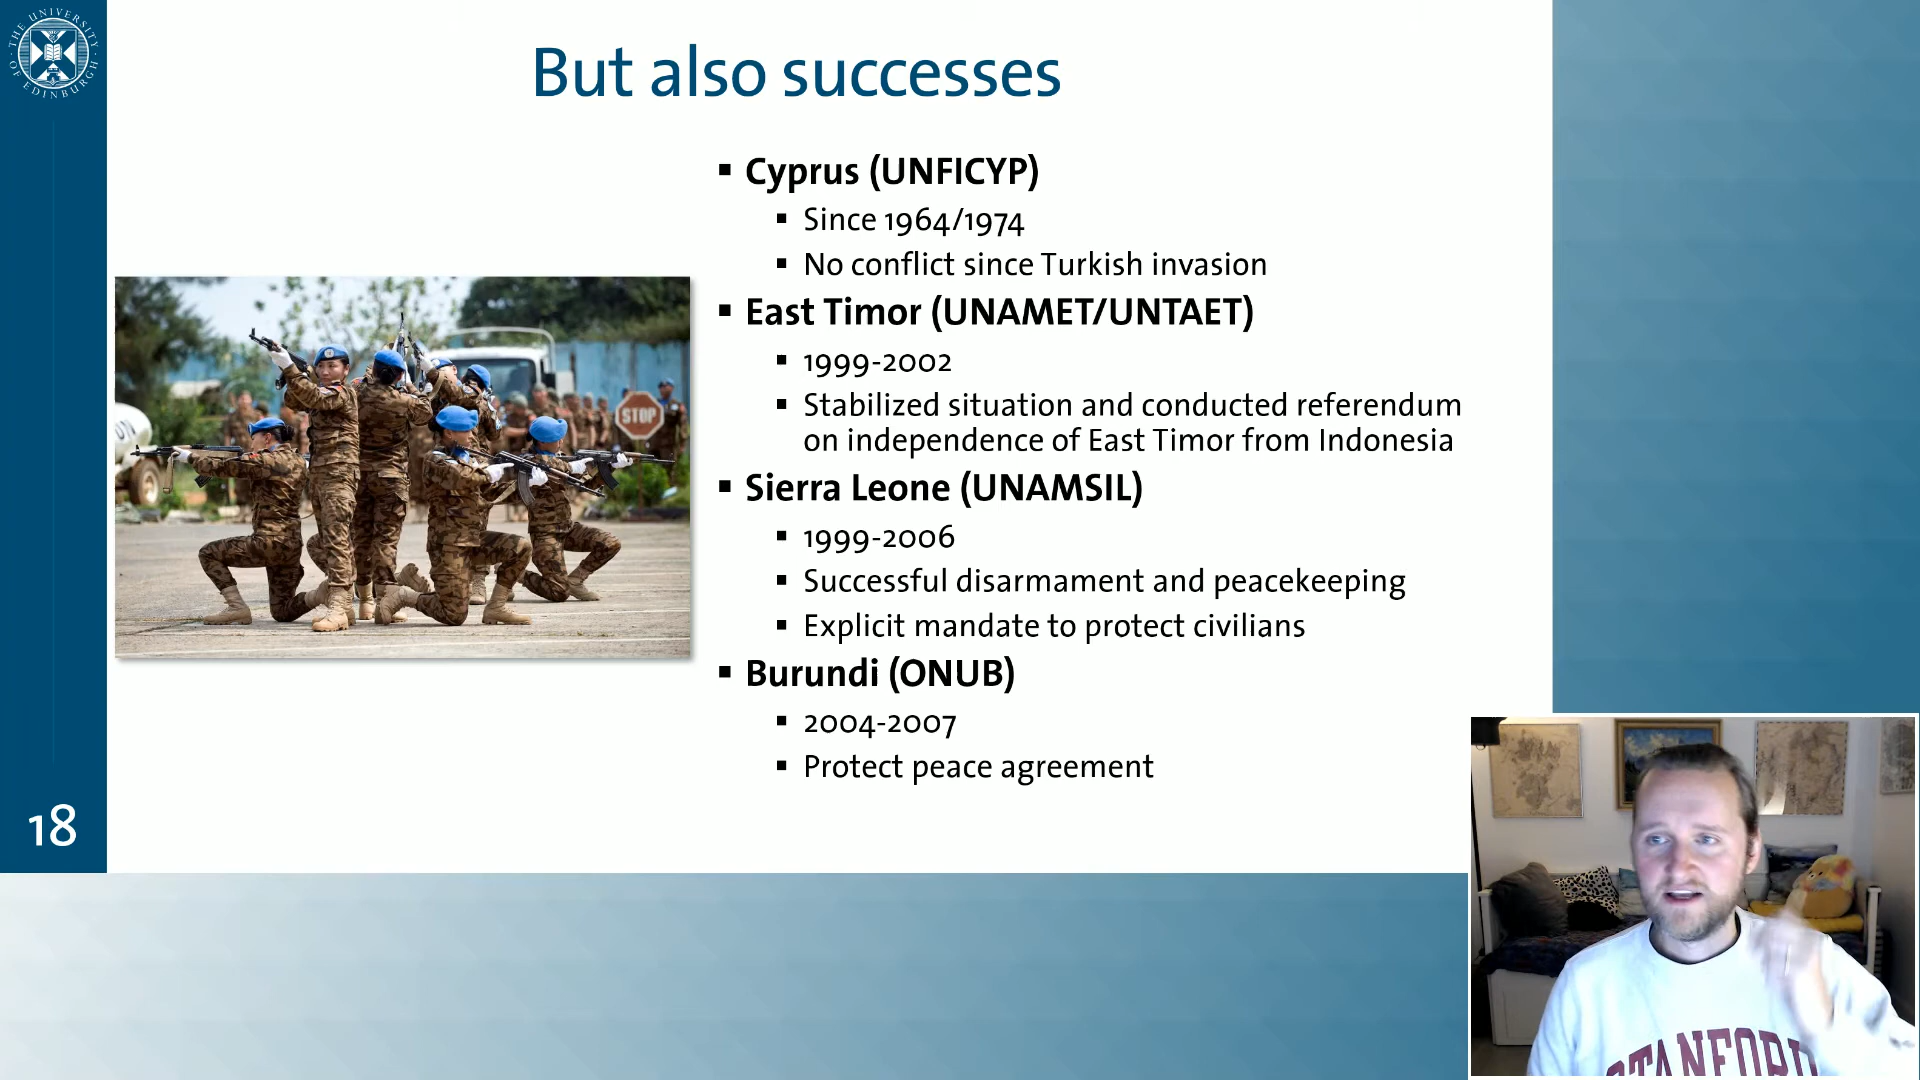 THE UNIVERSITY OF EDINBURGH
But also successes
Cyprus (UNFICYP)
Since 1964/1974
No conflict since Turkish invasion
East Timor (UNAMET/UNTAET)
1999-2002
Stabilized situation and conducted referendum
on independence of East Timor from Indonesia
Sierra Leone (UNAMSIL)
1999-2006
Successful disarmament and peacekeeping
Explicit mandate to protect civilians
Burundi (ONUB)
2004-2007
Protect peace agreement
UN
STOP
18
STANFORD